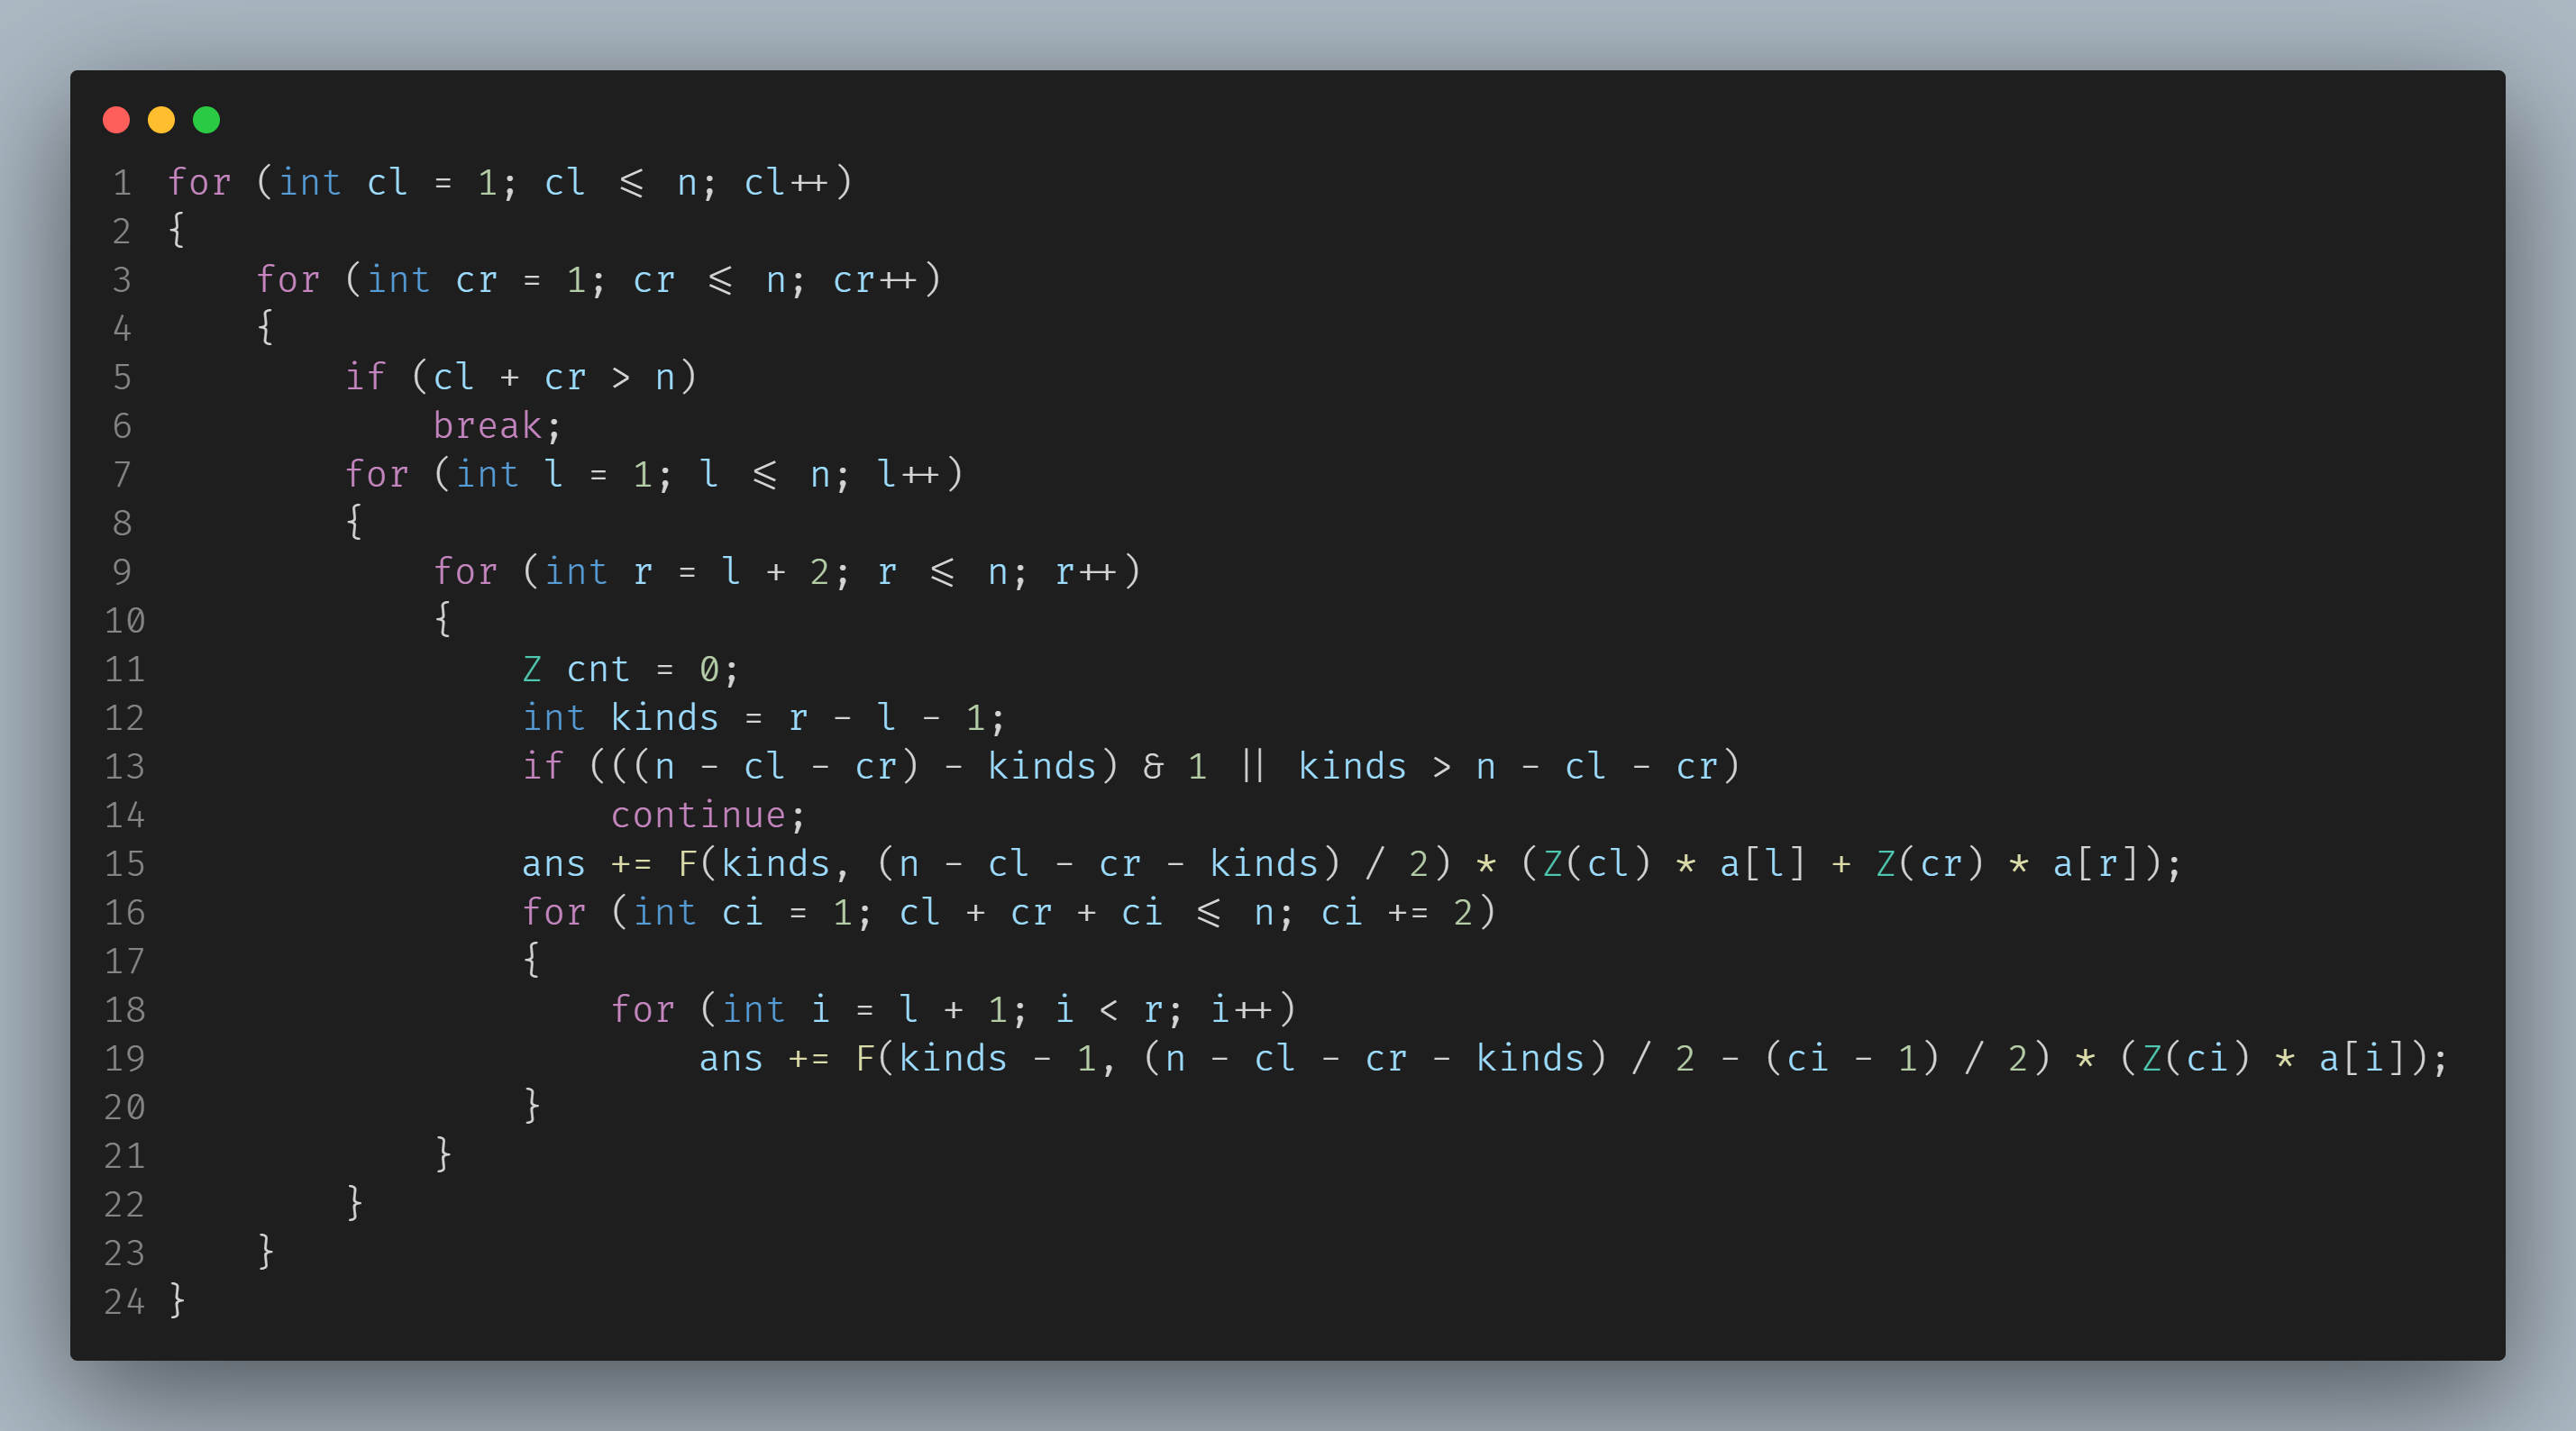 1 for (int cl = 1; cl <= n; cl++)
2 {
3     for (int cr = 1; cr <= n; cr++)
4     {
5         if (cl + cr > n)
6             break;
7         for (int l = 1; l <= n; l++)
8         {
9             for (int r = l + 2; r <= n; r++)
10             {
11                 Z cnt = 0;
12                 int kinds = r - l - 1;
13                 if (((n - cl - cr) - kinds) & 1 || kinds > n - cl - cr)
14                     continue;
15                 ans += F(kinds, (n - cl - cr - kinds) / 2) * (Z(cl) * a[l] + Z(cr) * a[r]);
16                 for (int ci = 1; cl + cr + ci <= n; ci += 2)
17                 {
18                     for (int i = l + 1; i < r; i++)
19                         ans += F(kinds - 1, (n - cl - cr - kinds) / 2 - (ci - 1) / 2) * (Z(ci) * a[i]);
20                 }
21             }
22         }
23     }
24 }